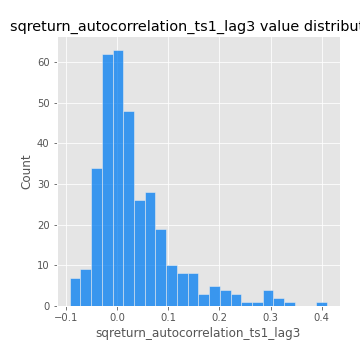 sqreturn_autocorrelation_ts1_lag3 value distribut
60
50
40
30
20
10
0
Count
−0.1 0.0 0.1 0.2 0.3 0.4
sqreturn_autocorrelation_ts1_lag3